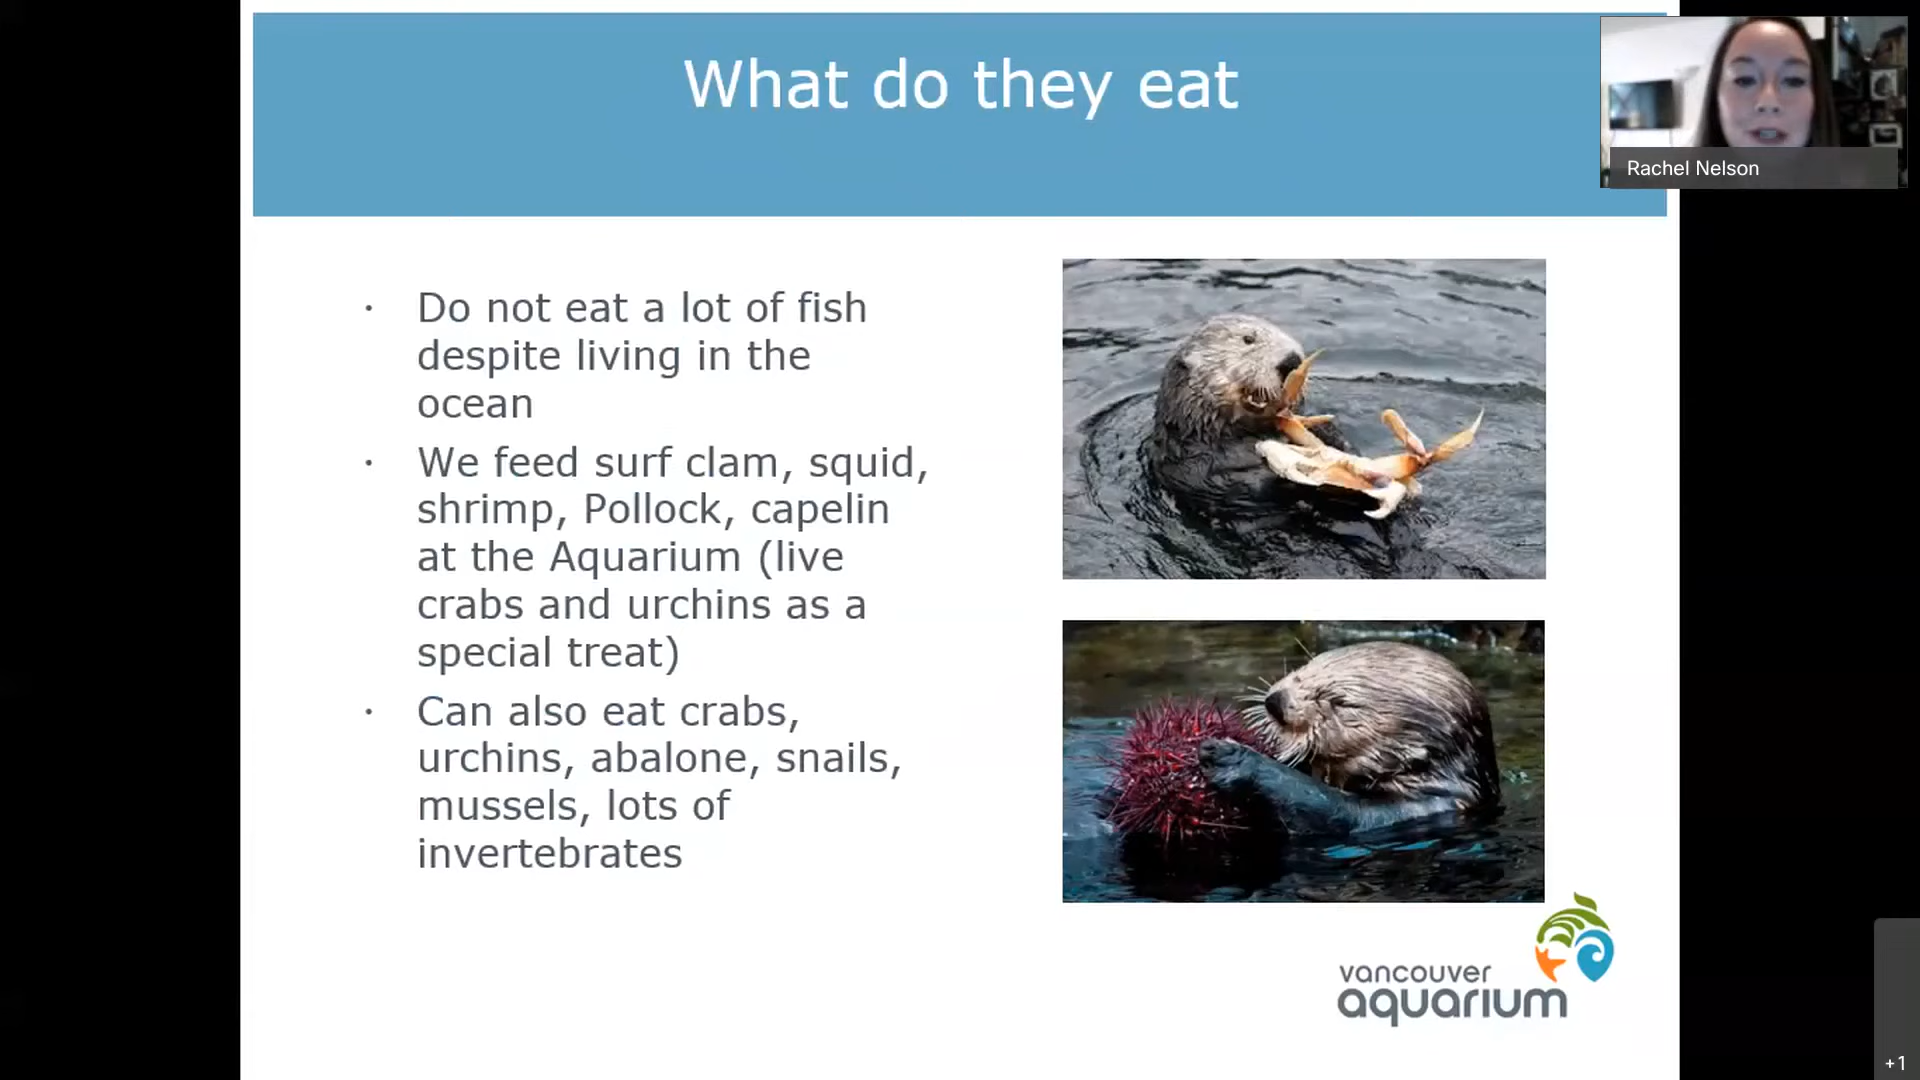 What do they eat
Rachel Nelson
· Do not eat a lot of fish
despite living in the
ocean
· We feed surf clam, squid,
shrimp, Pollock, capelin
at the Aquarium (live
crabs and urchins as a
special treat)
· Can also eat crabs,
urchins, abalone, snails,
mussels, lots of
invertebrates
vancouver
aquarium
+1